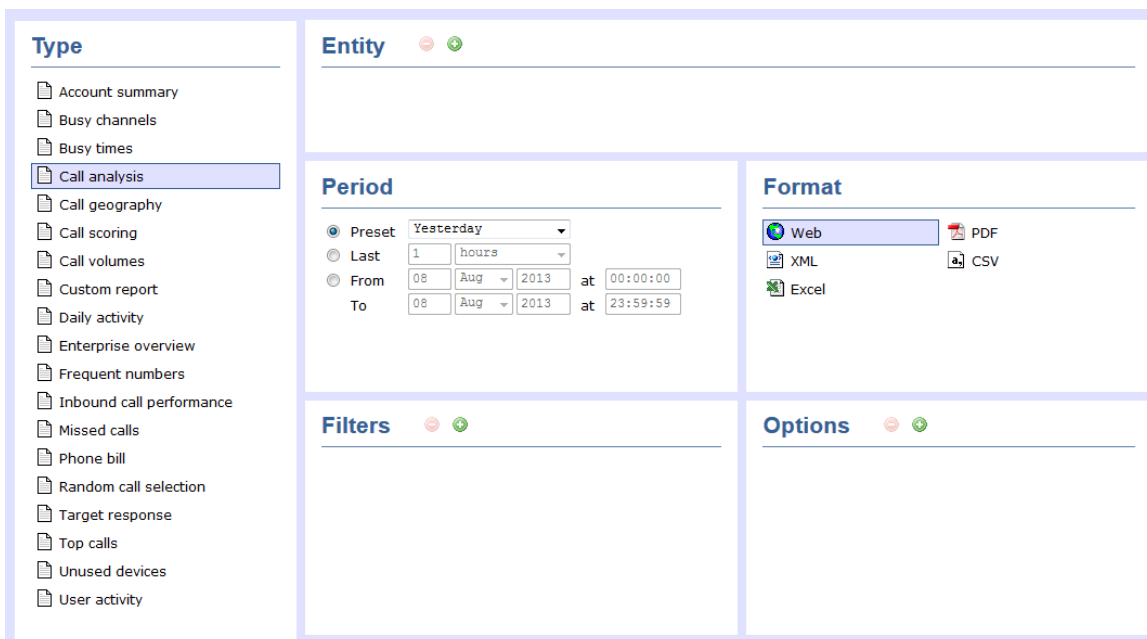 Type
Account summary
Busy channels
Busy times
Call analysis
Call geography
Call scoring
Call volumes
Custom report
Daily activity
Enterprise overview
Frequent numbers
Inbound call performance
Missed calls
Phone bill
Random call selection
Target response
Top calls
Unused devices
User activity
Entity
Period
Preset Yesterday
Last 1 hours
From 08 Aug 2013 at 00:00:00
To 08 Aug 2013 at 23:59:59
Format
Web PDF
XML CSV
Excel
Filters
Options